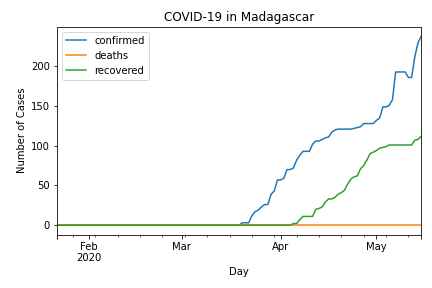 COVID-19 in Madagascar
confirmed
deaths
recovered
Number of Cases
200
150
100
50
0
Feb Mar Apr May
2020
Day